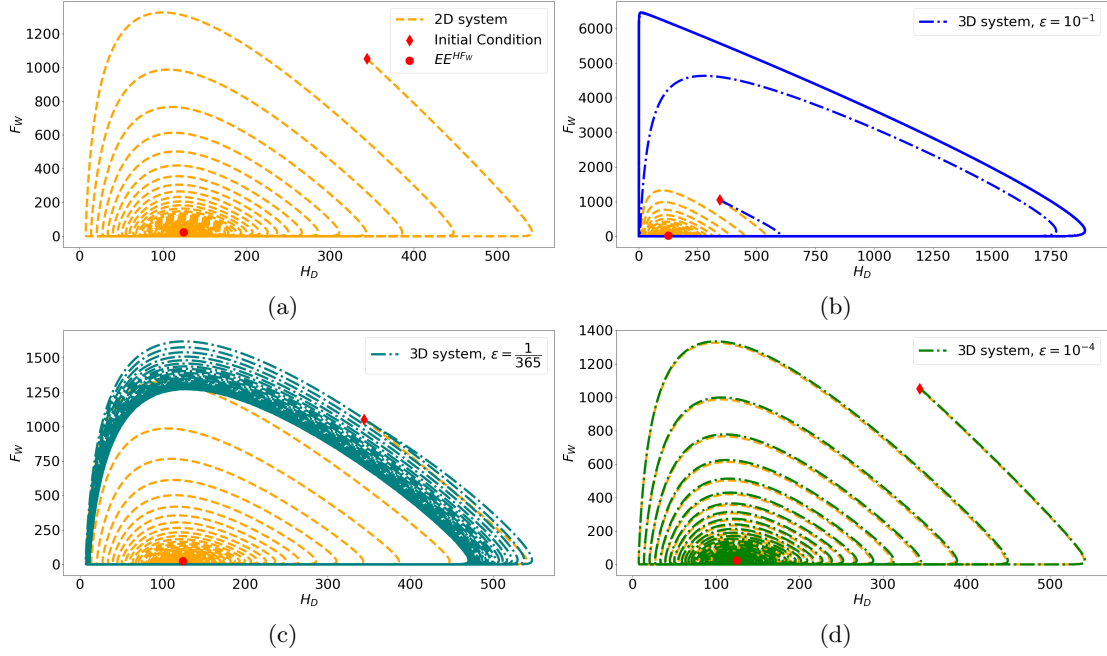 2D system
Initial Condition
EE^{HF_W}
F_W
1200
1000
800
600
400
200
0
0 100 200 300 400 500
H_D
(a)
3D system, ε = 10^{-1}
F_W
6000
5000
4000
3000
2000
1000
0
0 250 500 750 1000 1250 1500 1750
H_D
(b)
3D system, ε = \frac{1}{365}
F_W
1500
1250
1000
750
500
250
0
0 100 200 300 400 500
H_D
(c)
3D system, ε = 10^{-4}
F_W
1400
1200
1000
800
600
400
200
0
0 100 200 300 400 500
H_D
(d)